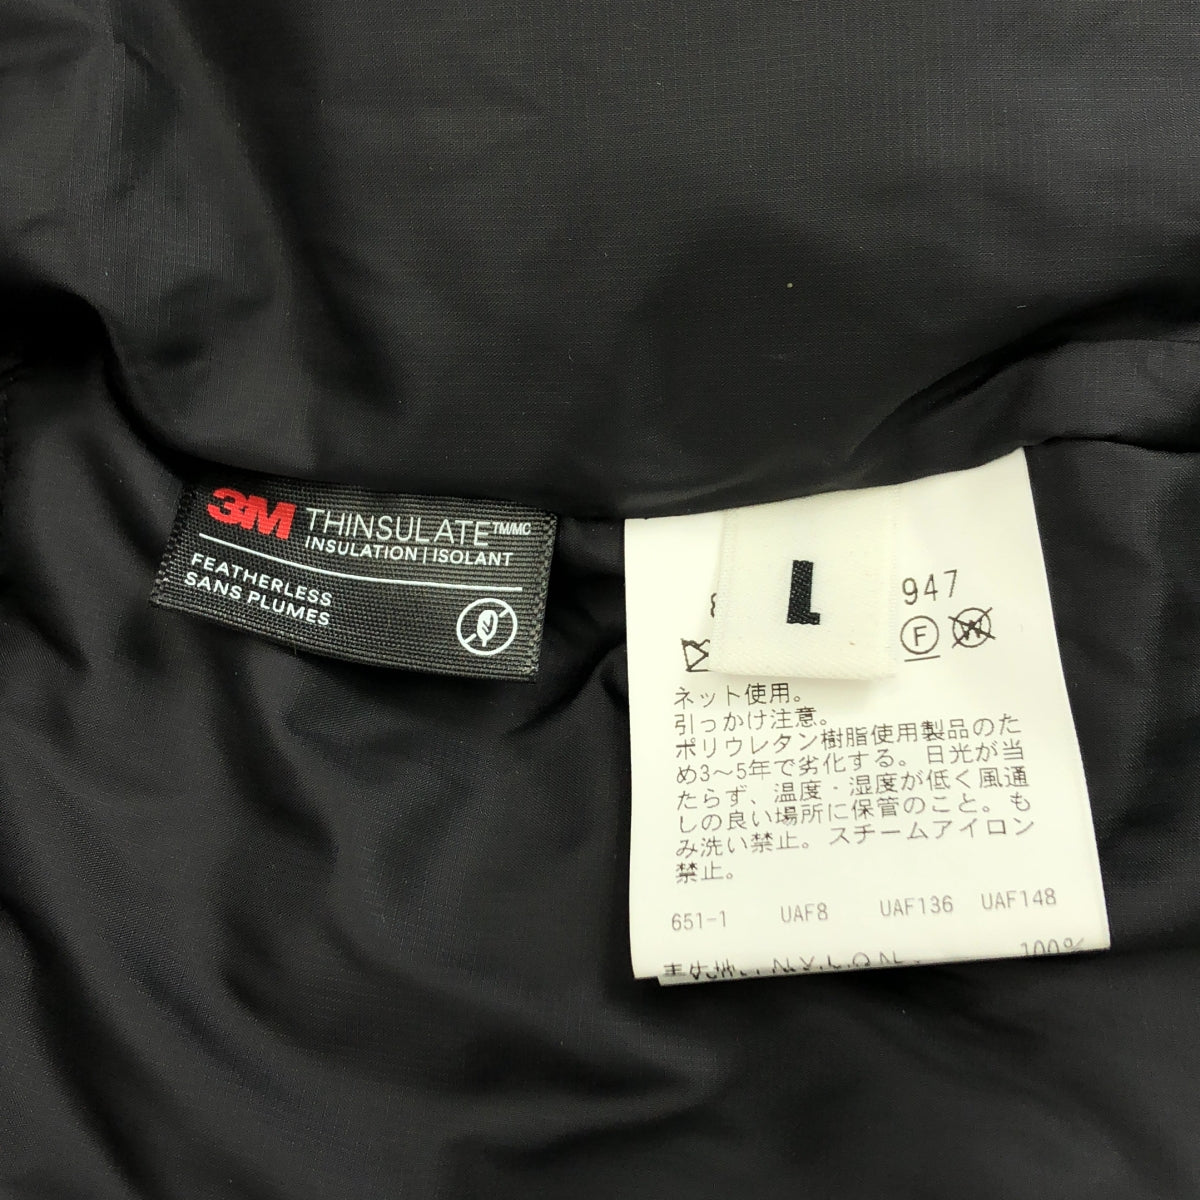 3M THINSULATE™/MC
INSULATION | ISOLANT
FEATHERLESS
SANS PLUMES
1
947
F
W
ネット使用。
引っかけ注意。
ポリウレタン樹脂使用製品のた
め3～5年で劣化する。日光が当
たらず、温度・湿度が低く風通
しの良い場所に保管のこと。も
み洗い禁止。スチームアイロン
禁止。
651-1 UAF8 UAF136 UAF148
NYLON 100%